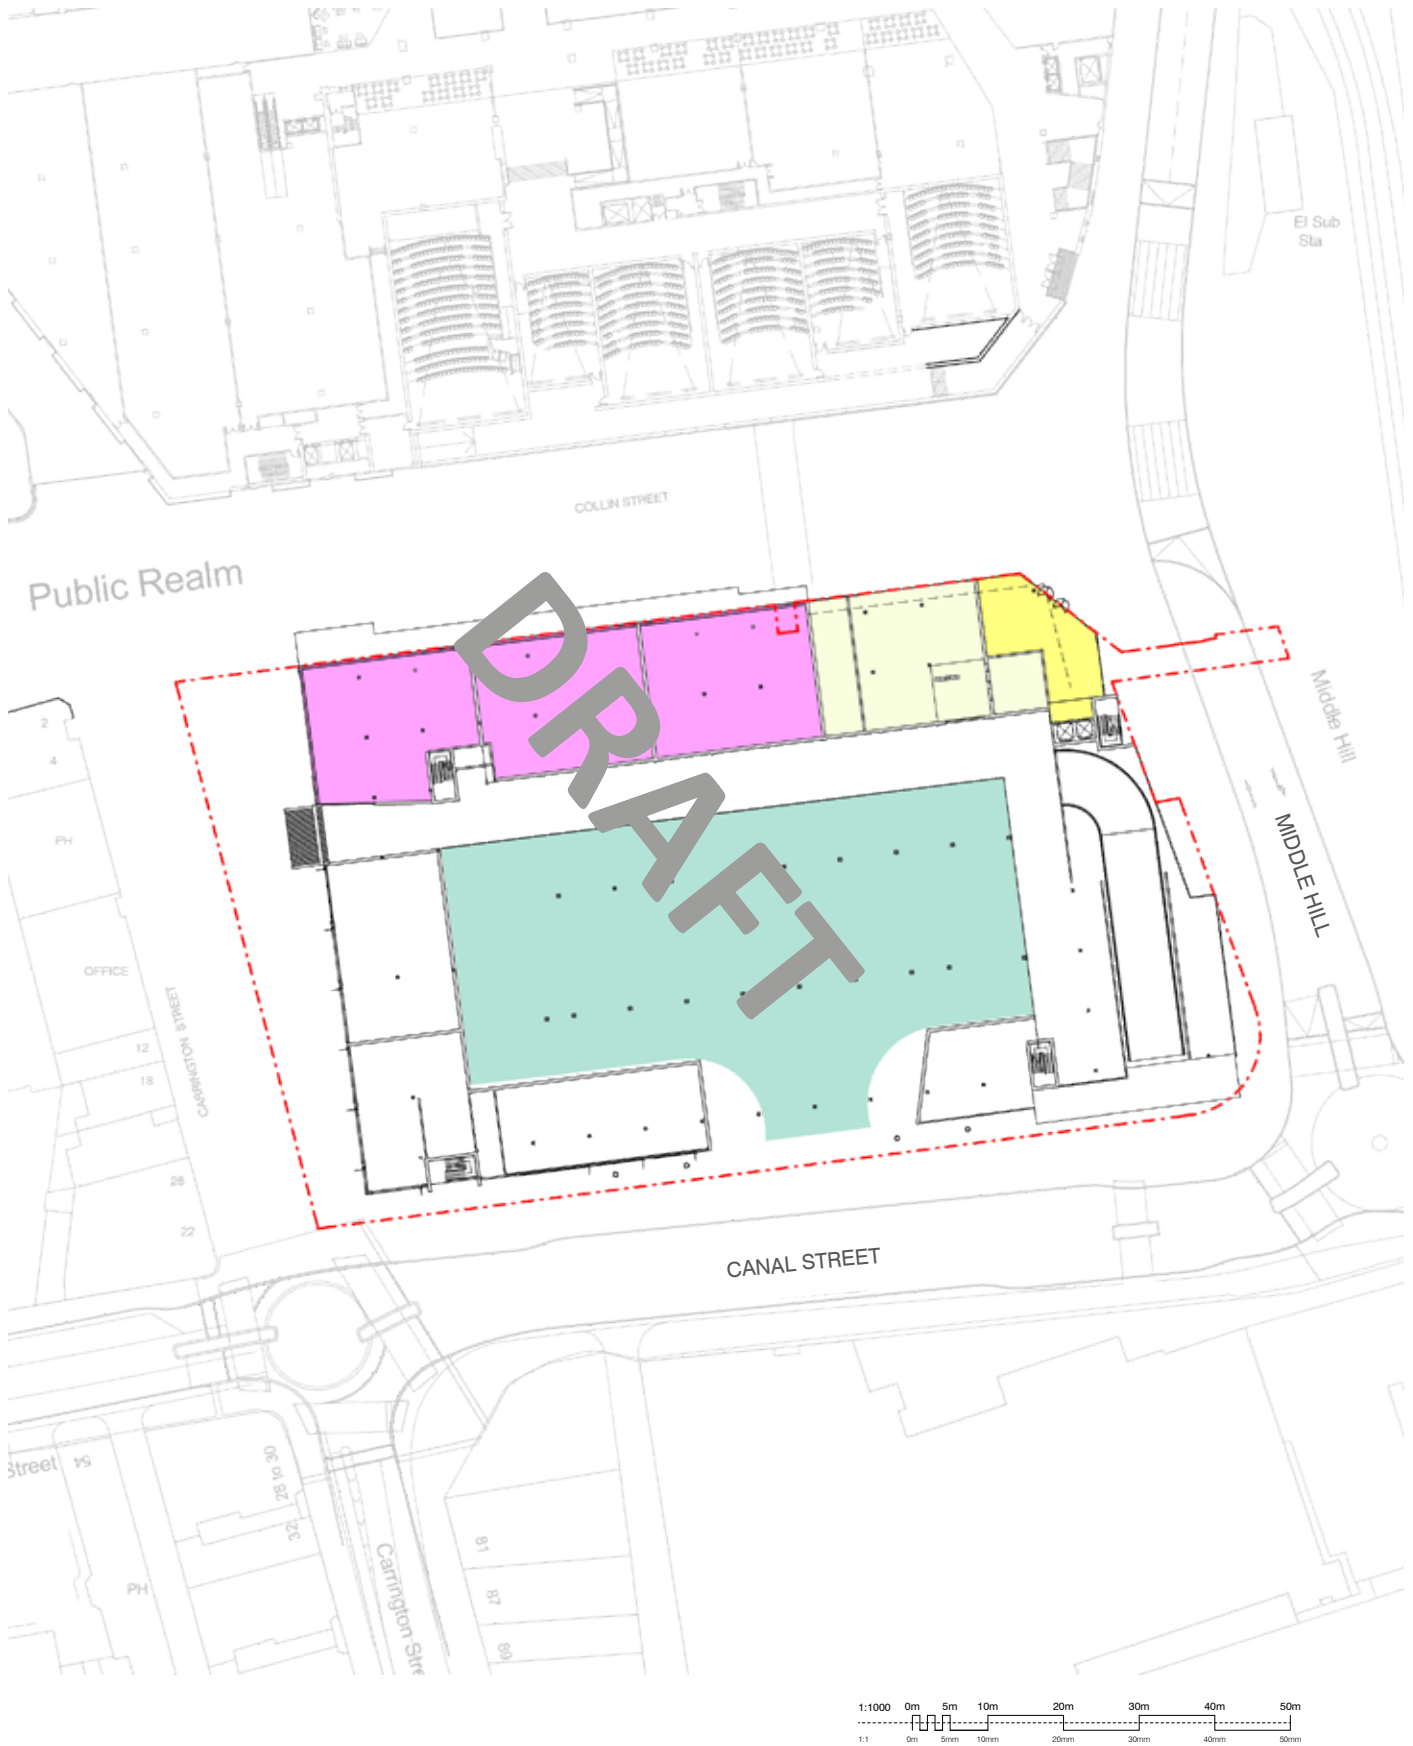 El Sub
Sta
COLLIN STREET
Public Realm
DRAFT
2
4
PH
OFFICE
CARRINGTON STREET
12
18
28
22
Middle Hill
MIDDLE HILL
CANAL STREET
Street
54
28 to 30
32
PH
Carrington Stre
81
87
89
1:1000 0m 5m 10m 20m 30m 40m 50m
1:1 0m 5mm 10mm 20mm 30mm 40mm 50mm